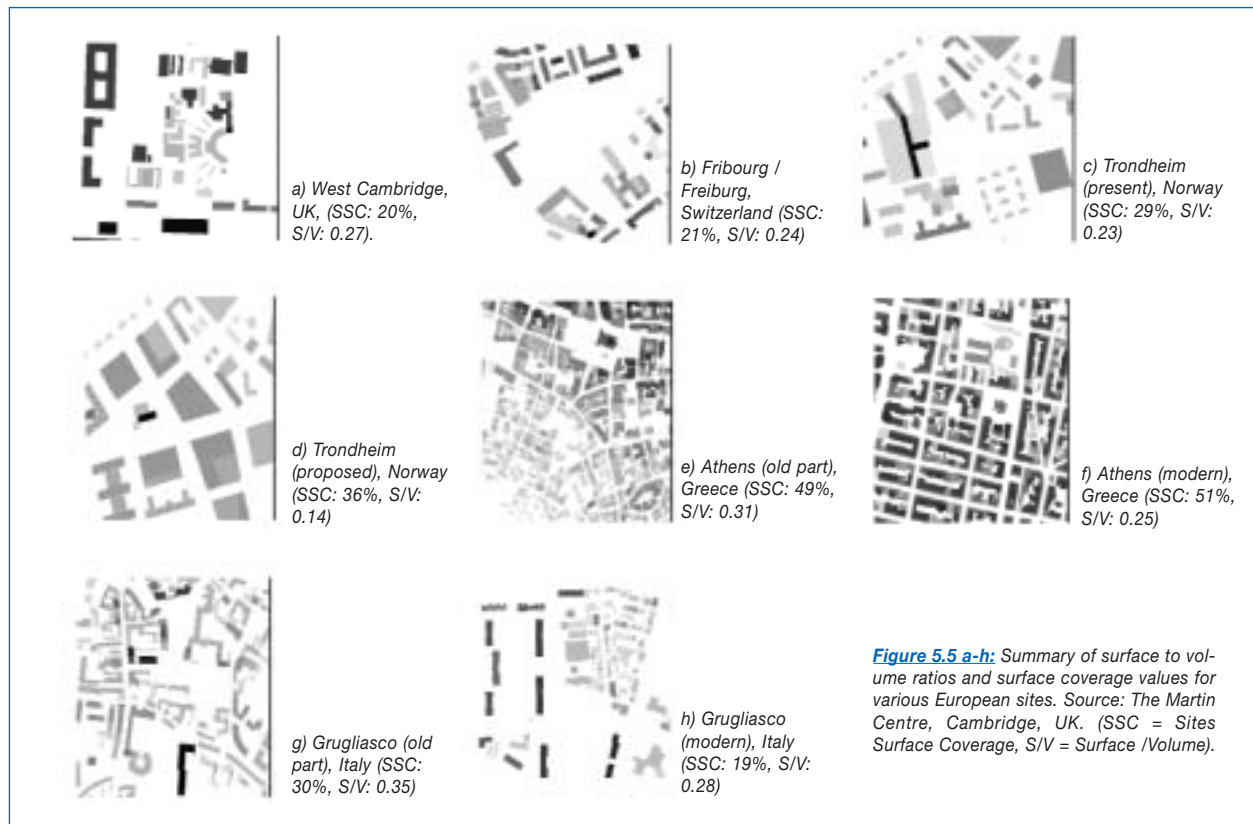 a) West Cambridge,
UK, (SSC: 20%,
S/V: 0.27).
b) Fribourg /
Freiburg,
Switzerland (SSC:
21%, S/V: 0.24)
c) Trondheim
(present), Norway
(SSC: 29%, S/V:
0.23)
d) Trondheim
(proposed), Norway
(SSC: 36%, S/V:
0.14)
e) Athens (old part),
Greece (SSC: 49%,
S/V: 0.31)
f) Athens (modern),
Greece (SSC: 51%,
S/V: 0.25)
g) Grugliasco (old
part), Italy (SSC:
30%, S/V: 0.35)
h) Grugliasco
(modern), Italy
(SSC: 19%, S/V:
0.28)
Figure 5.5 a-h: Summary of surface to vol-
ume ratios and surface coverage values for
various European sites. Source: The Martin
Centre, Cambridge, UK. (SSC = Sites
Surface Coverage, S/V = Surface /Volume).